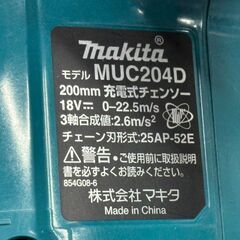 makita
モデル MUC204D
200mm 充電式チェンソー
18V⎓ 0-22.5m/s
3軸合成値:2.6m/s²
チェーン刃形式:25AP-52E
⚠警告・ご使用前に取扱説明
書を必ずよくお読みください。
854G08-6
株式会社マキタ
Made in China